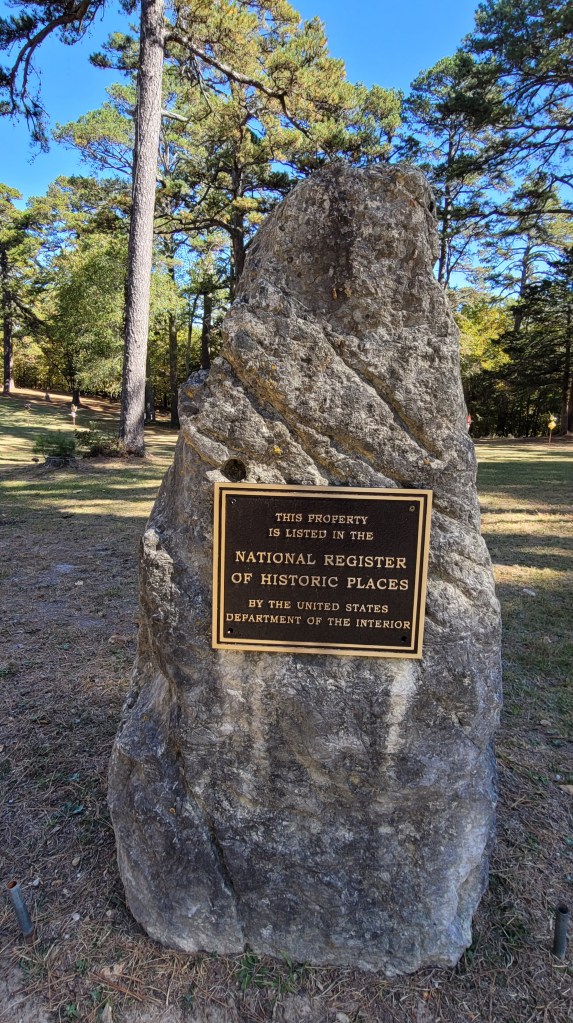 THIS PROPERTY
IS LISTED IN THE
NATIONAL REGISTER
OF HISTORIC PLACES
BY THE UNITED STATES
DEPARTMENT OF THE INTERIOR